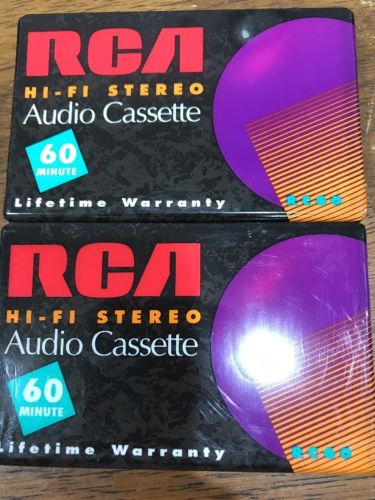 RCA
HI-FI STEREO
Audio Cassette
60
MINUTE
Lifetime Warranty
RC60
RCA
HI-FI STEREO
Audio Cassette
60
MINUTE
Lifetime Warranty
RC60